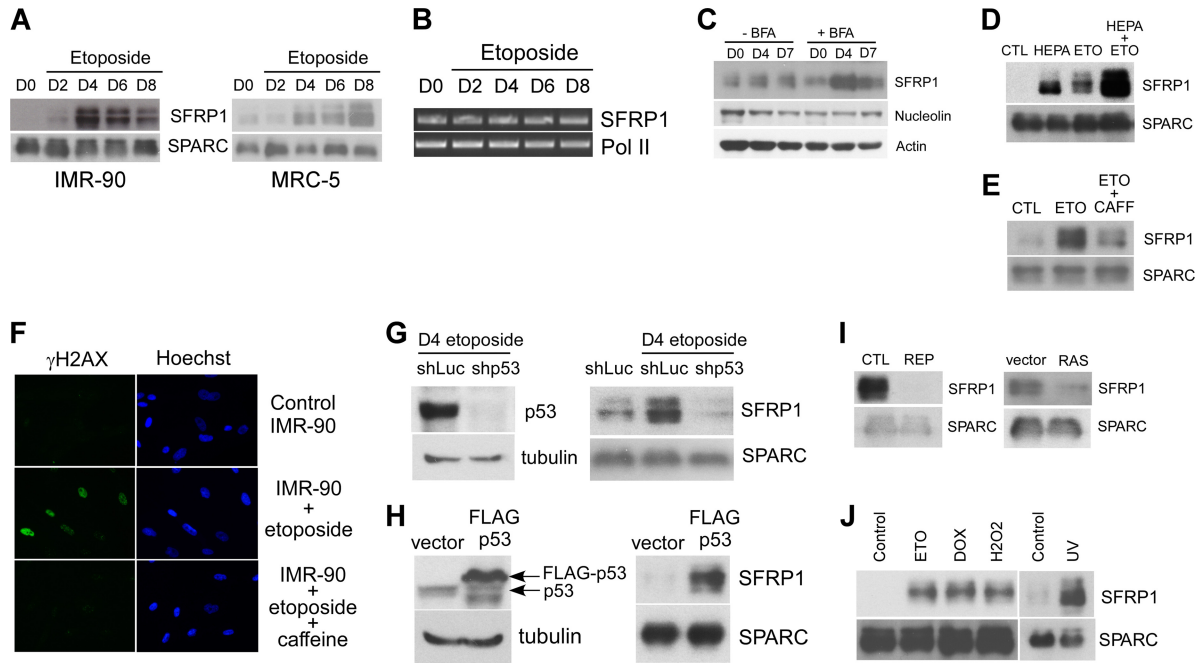 A
Etoposide
D0 D2 D4 D6 D8
Etoposide
D0 D2 D4 D6 D8
SFRP1
SPARC
IMR-90
MRC-5
B
Etoposide
D0 D2 D4 D6 D8
SFRP1
Pol II
C
- BFA + BFA
D0 D4 D7 D0 D4 D7
SFRP1
Nucleolin
Actin
D
HEPA
+
CTL HEPA ETO ETO
SFRP1
SPARC
E
ETO
+
CTL ETO CAFF
SFRP1
SPARC
F
γH2AX Hoechst
Control
IMR-90
IMR-90
+
etoposide
IMR-90
+
etoposide
+
caffeine
G
D4 etoposide
shLuc shp53
p53
tubulin
D4 etoposide
shLuc shLuc shp53
SFRP1
SPARC
H
FLAG
vector p53
FLAG-p53
p53
tubulin
FLAG
vector p53
SFRP1
SPARC
I
CTL REP
SFRP1
SPARC
vector RAS
SFRP1
SPARC
J
Control ETO DOX H2O2 Control UV
SFRP1
SPARC